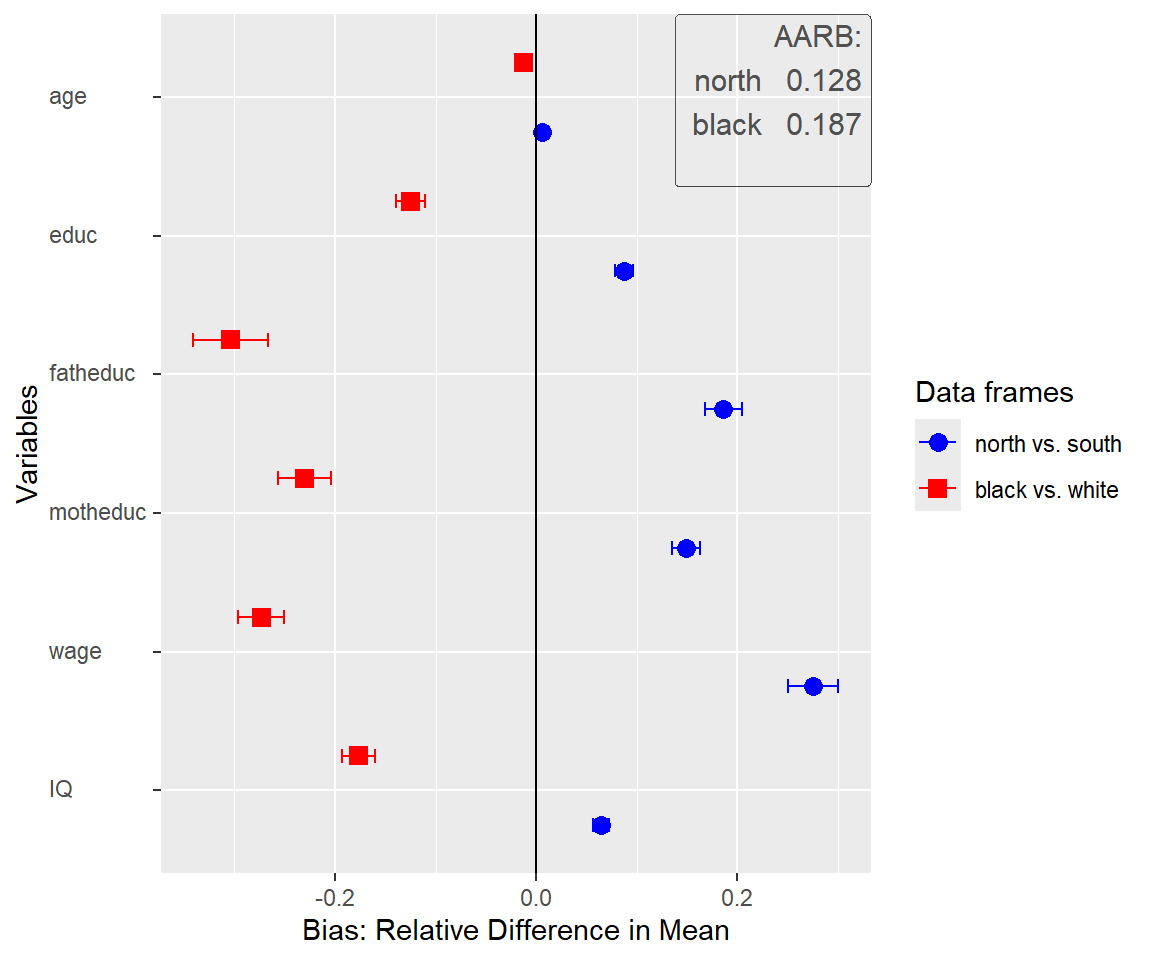 AARB:
north 0.128
black 0.187
age
educ
fatheduc
motheduc
wage
IQ
Variables
-0.2 0.0 0.2
Bias: Relative Difference in Mean
Data frames
north vs. south
black vs. white